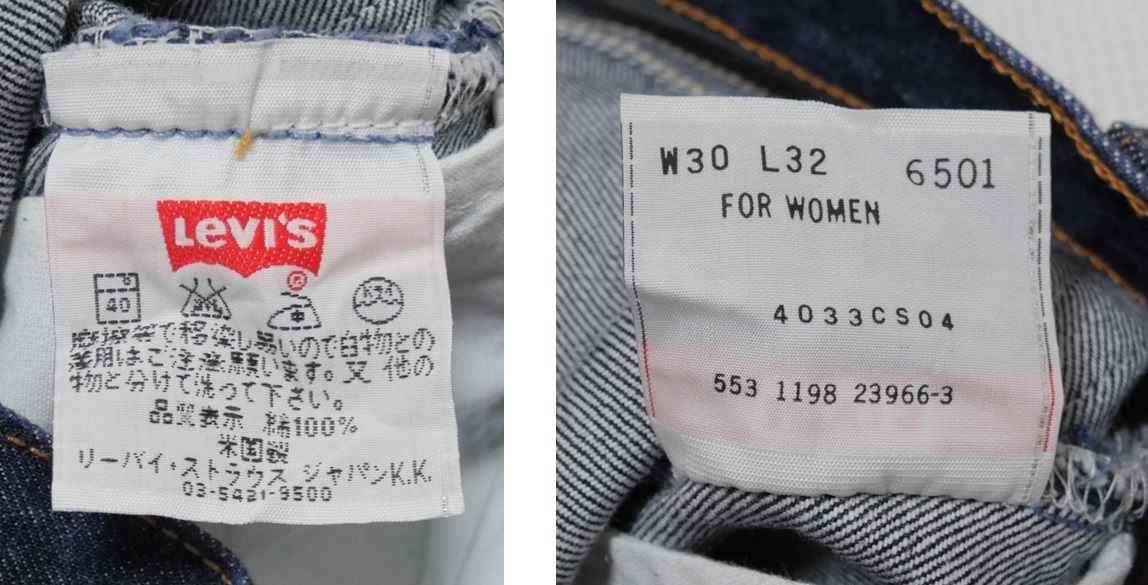 Levi's
®
40
摩擦等で移染し易いので白物との
着用はご注意願います。又 他の
物と分けて洗って下さい。
品質表示 綿100%
米国製
リーバイ・ストラウス ジャパンK.K.
03-5421-9500
W30 L32 6501
FOR WOMEN
4033CS04
553 1198 23966-3